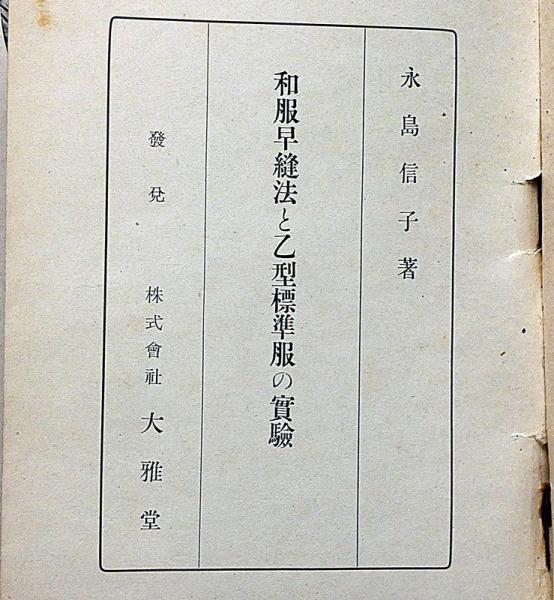 永島信子著
和服早縫法と乙型標準服の實驗
發兌 株式會社 大雅堂